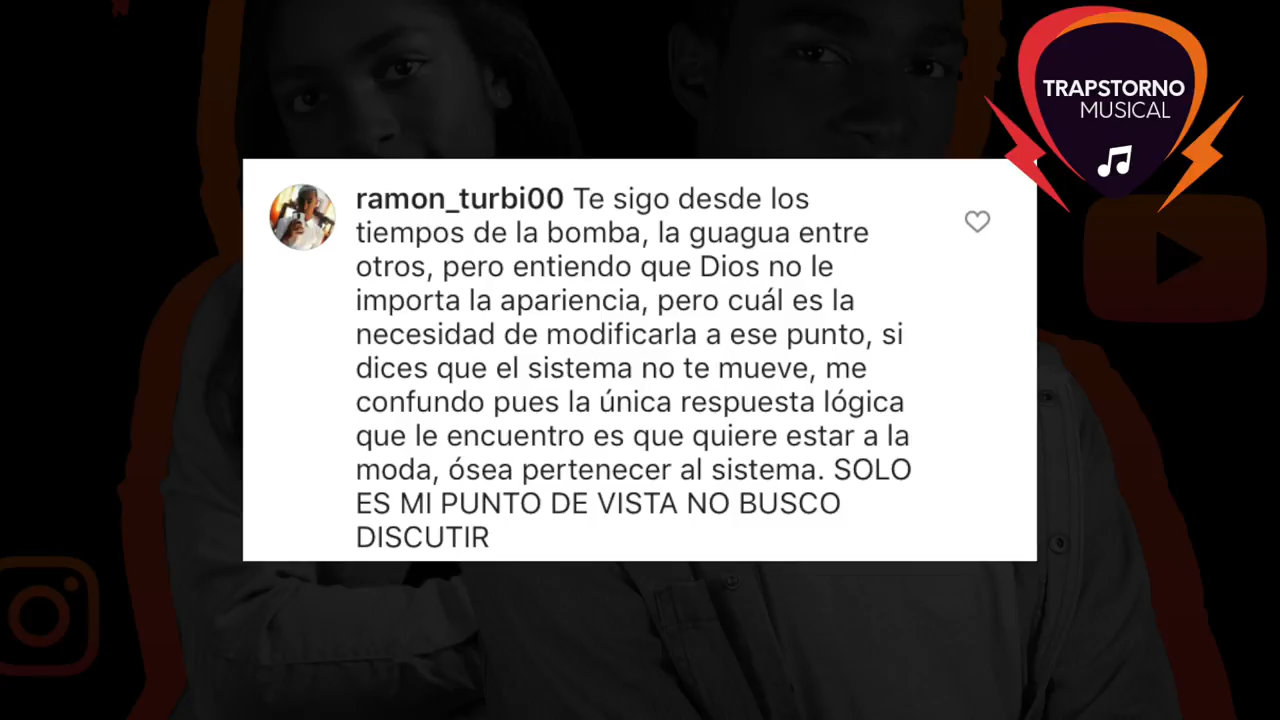 TRAPSTORNO
MUSICAL
ramon_turbi00 Te sigo desde los
tiempos de la bomba, la guagua entre
otros, pero entiendo que Dios no le
importa la apariencia, pero cuál es la
necesidad de modificarla a ese punto, si
dices que el sistema no te mueve, me
confundo pues la única respuesta lógica
que le encuentro es que quiere estar a la
moda, ósea pertenecer al sistema. SOLO
ES MI PUNTO DE VISTA NO BUSCO
DISCUTIR